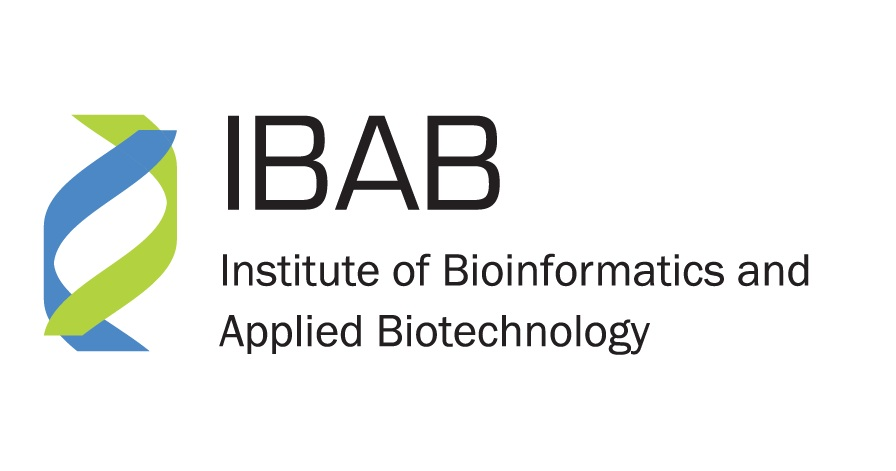 IBAB
Institute of Bioinformatics and
Applied Biotechnology